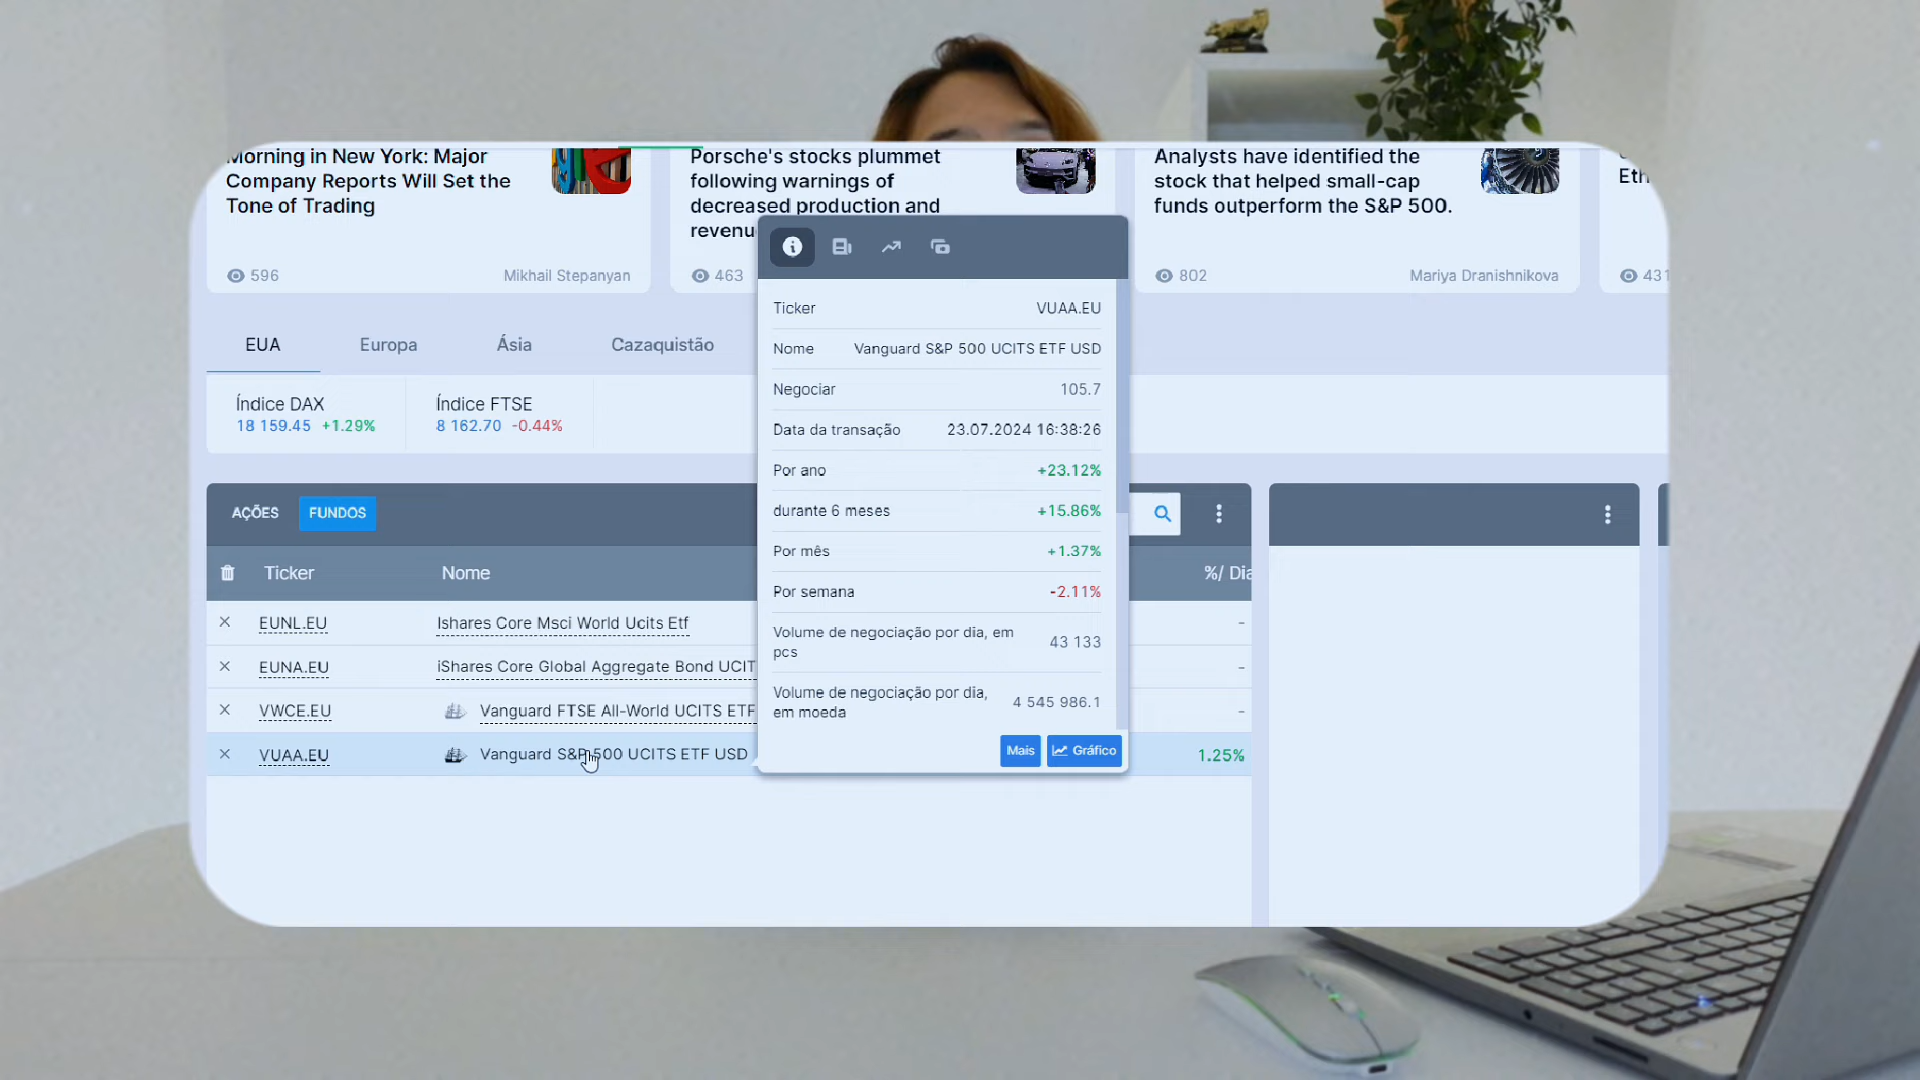 Morning in New York: Major
Company Reports Will Set the
Tone of Trading
596
Mikhail Stepanyan
Porsche's stocks plummet
following warnings of
decreased production and
463
Analysts have identified the
stock that helped small-cap
funds outperform the S&P 500.
802
Mariya Dranishnikova
431
EUA
Europa
Ásia
Cazaquistão
Índice DAX
18 159.45 +1.29%
Índice FTSE
8 162.70 -0.44%
AÇÕES
FUNDOS
Ticker
Nome
%/ Dia
EUNL.EU
Ishares Core Msci World Ucits Etf
-
EUNA.EU
iShares Core Global Aggregate Bond UCIT
-
VWCE.EU
Vanguard FTSE All-World UCITS ETF
-
VUAA.EU
Vanguard S&P 500 UCITS ETF USD
1.25%
Ticker
VUAA.EU
Nome
Vanguard S&P 500 UCITS ETF USD
Negociar
105.7
Data da transação
23.07.2024 16:38:26
Por ano
+23.12%
durante 6 meses
+15.86%
Por mês
+1.37%
Por semana
-2.11%
Volume de negociação por dia, em
pcs
43 133
Volume de negociação por dia,
em moeda
4 545 986.1
Mais
Gráfico